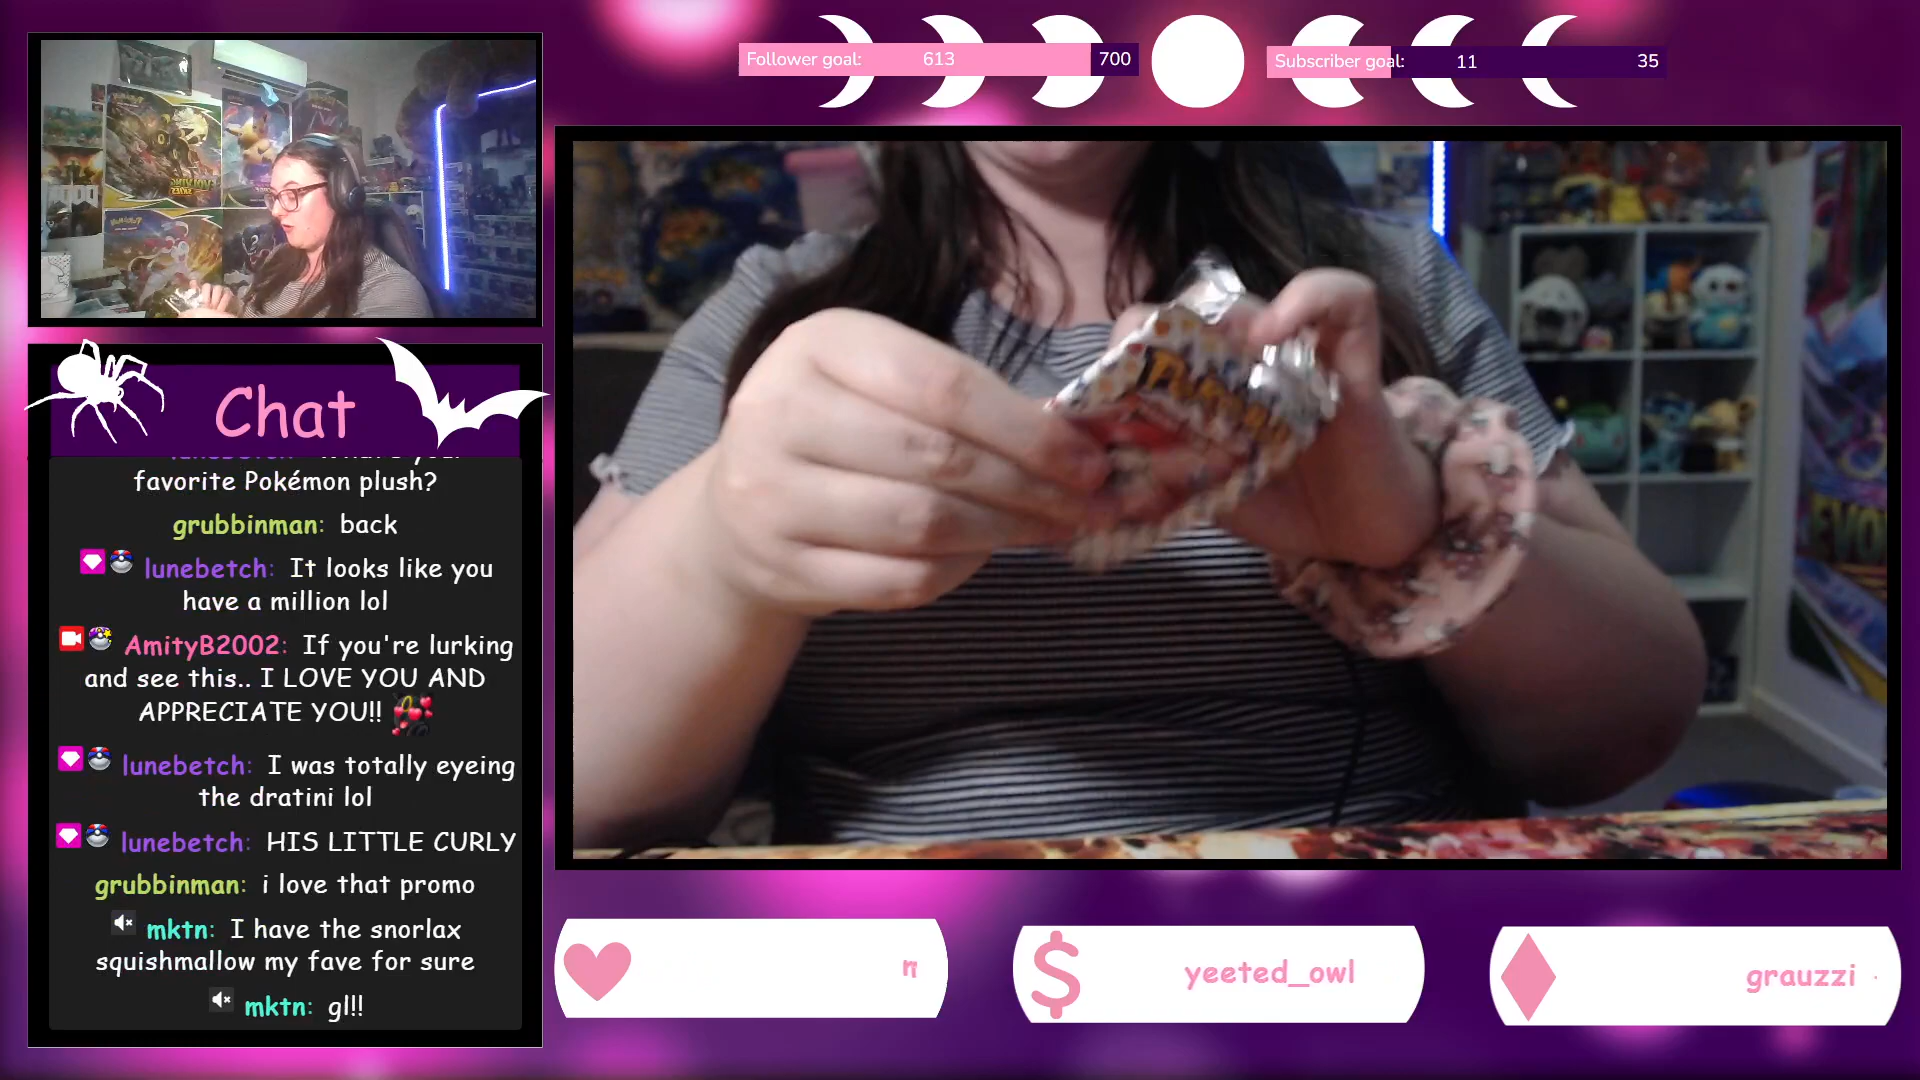 Follower goal: 613 700
Subscriber goal: 11 35
Chat
favorite Pokémon plush?
grubbinman: back
lunebetch: It looks like you
have a million lol
AmityB2002: If you're lurking
and see this.. I LOVE YOU AND
APPRECIATE YOU!!
lunebetch: I was totally eyeing
the dratini lol
lunebetch: HIS LITTLE CURLY
grubbinman: i love that promo
mktn: I have the snorlax
squishmallow my fave for sure
mktn: gl!!
yeeted_owl
grauzzi